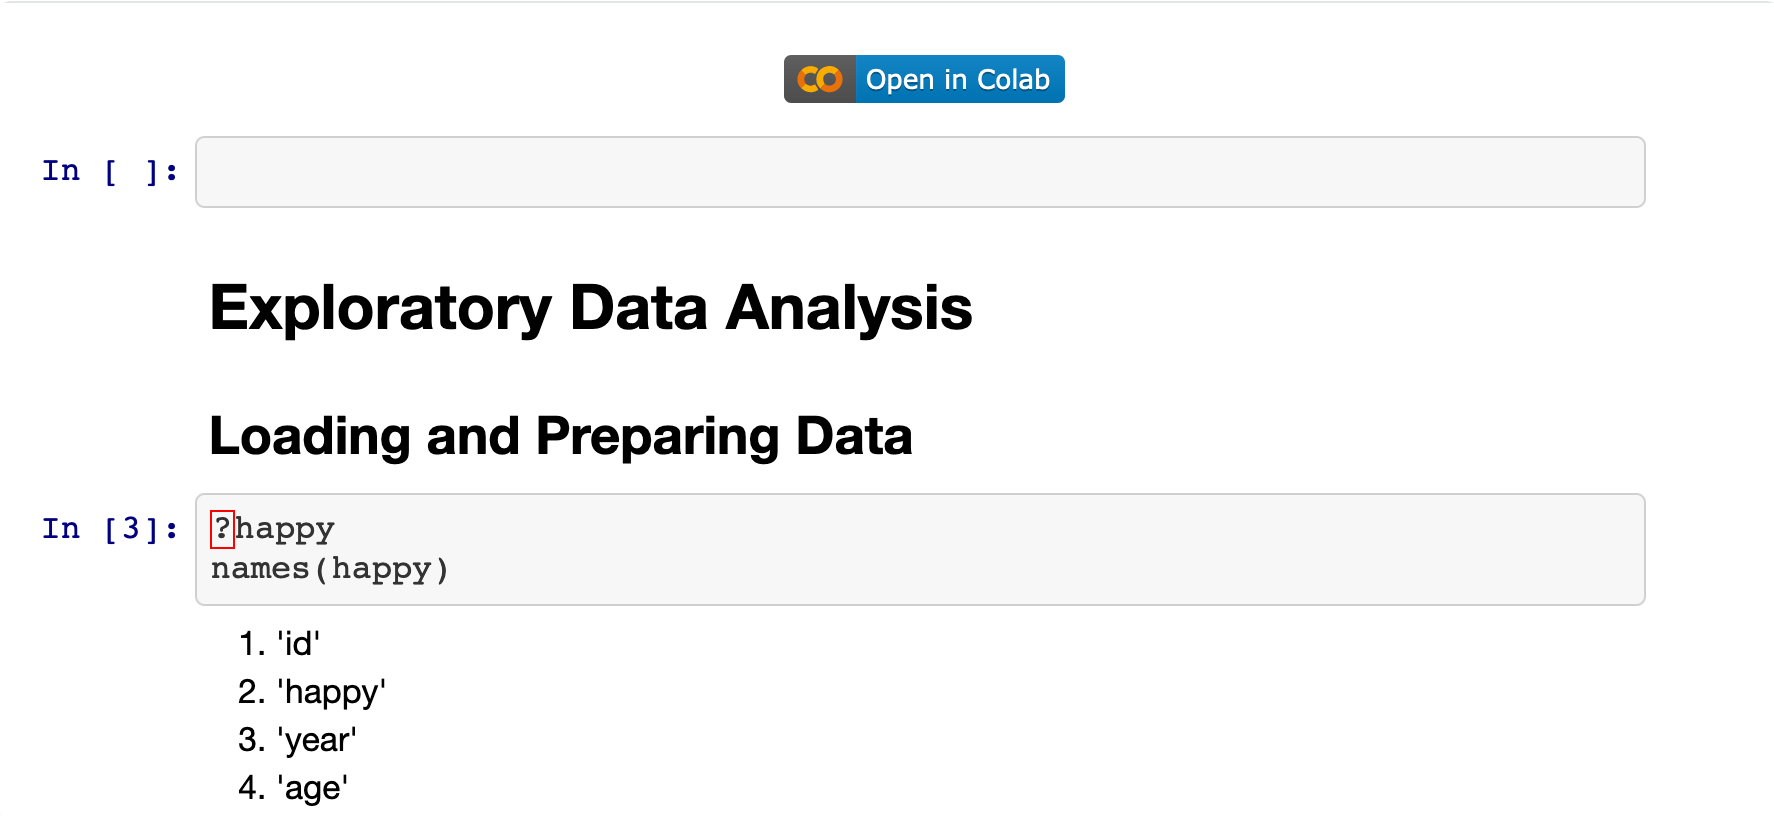 Open in Colab
In [ ]:
Exploratory Data Analysis
Loading and Preparing Data
In [3]: ?happy
names(happy)
1. 'id'
2. 'happy'
3. 'year'
4. 'age'